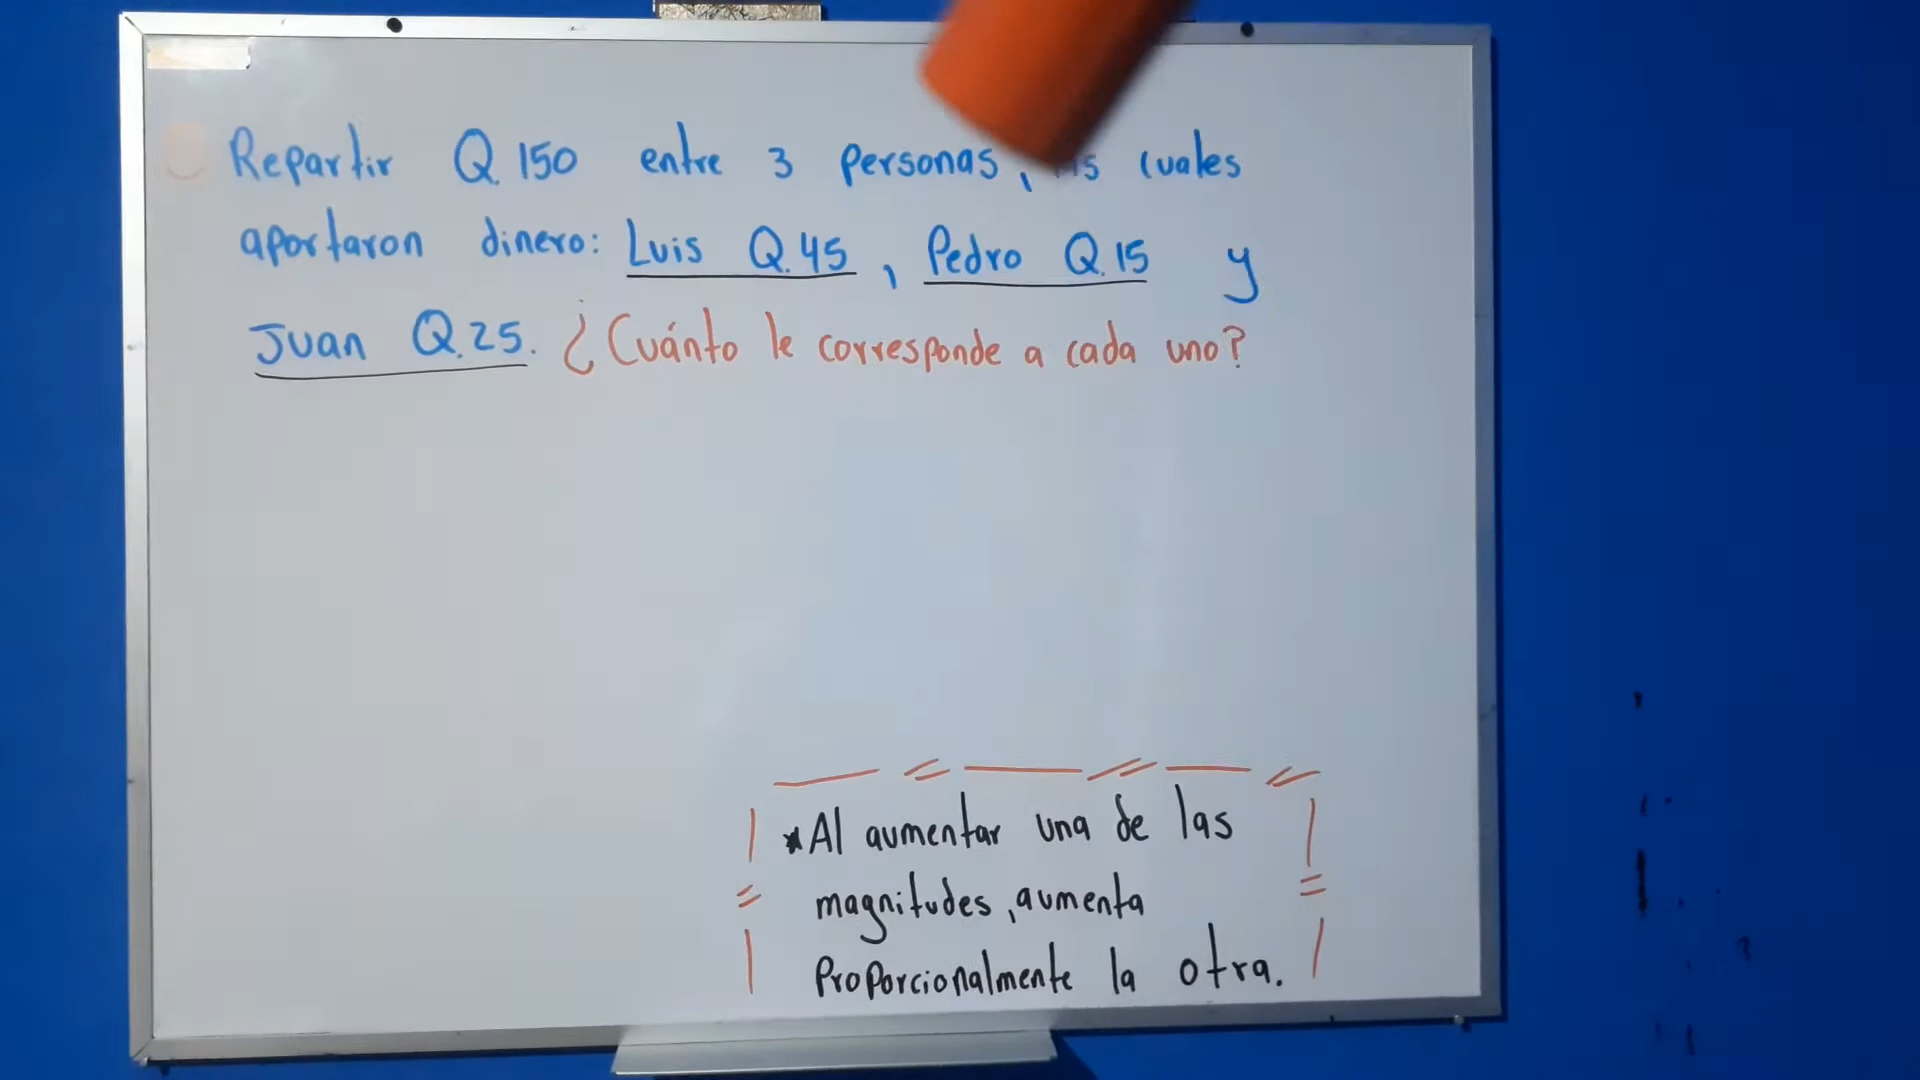 Repartir Q.150 entre 3 personas, cuales
aportaron dinero: Luis Q.45, Pedro Q.15 y
Juan Q.25. ¿Cuánto le corresponde a cada uno?
*Al aumentar una de las
magnitudes, aumenta
Proporcionalmente la otra.